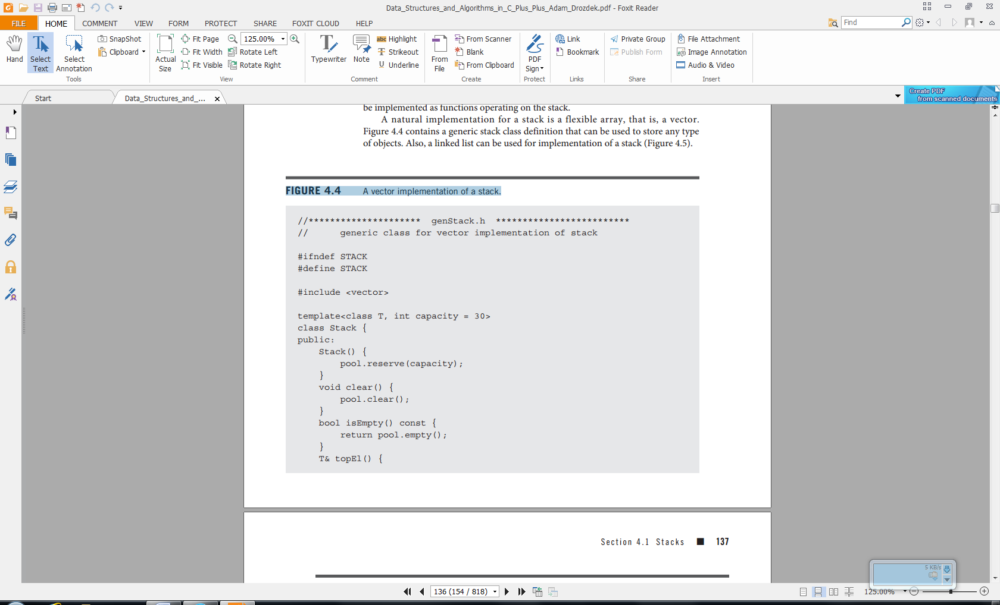 Data_Structures_and_Algorithms_in_C_Plus_Plus_Adam_Drozdek.pdf - Foxit Reader
FILE HOME COMMENT VIEW FORM PROTECT SHARE FOXIT CLOUD HELP
Find
Hand
Select Text
Select Annotation
SnapShot
Clipboard
Tools
Actual Size
Fit Page
Fit Width
Fit Visible
125.00%
Rotate Left
Rotate Right
View
Typewriter
Note
abc Highlight
T Strikeout
U Underline
Comment
From File
From Scanner
Blank
From Clipboard
Create
PDF Sign
Protect
Link
Bookmark
Links
Private Group
Publish Form
Share
File Attachment
Image Annotation
Audio & Video
Insert
Start
Data_Structures_and_...
Create PDF
from scanned documents
be implemented as functions operating on the stack.
A natural implementation for a stack is a flexible array, that is, a vector.
Figure 4.4 contains a generic stack class definition that can be used to store any type
of objects. Also, a linked list can be used for implementation of a stack (Figure 4.5).
FIGURE 4.4 A vector implementation of a stack.
//********************* genStack.h *************************
// generic class for vector implementation of stack
#ifndef STACK
#define STACK
#include <vector>
template<class T, int capacity = 30>
class Stack {
public:
Stack() {
pool.reserve(capacity);
}
void clear() {
pool.clear();
}
bool isEmpty() const {
return pool.empty();
}
T& topEl() {
Section 4.1 Stacks ■ 137
5 KB/s
136 (154 / 818)
125.00%